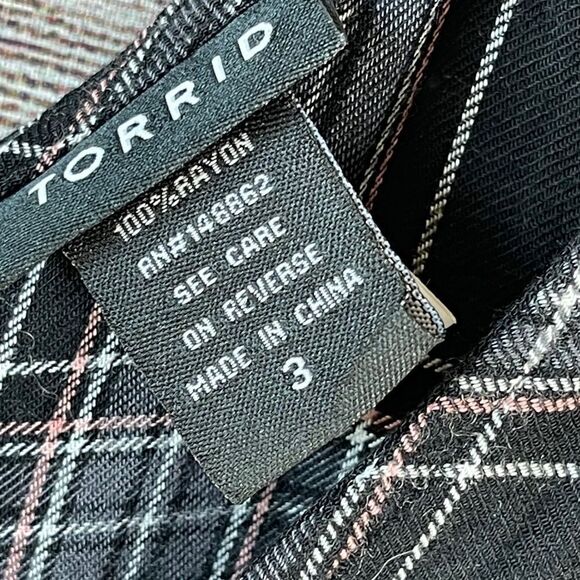 TORRID
100%RAYON
RN#148862
SEE CARE
ON REVERSE
MADE IN CHINA
3